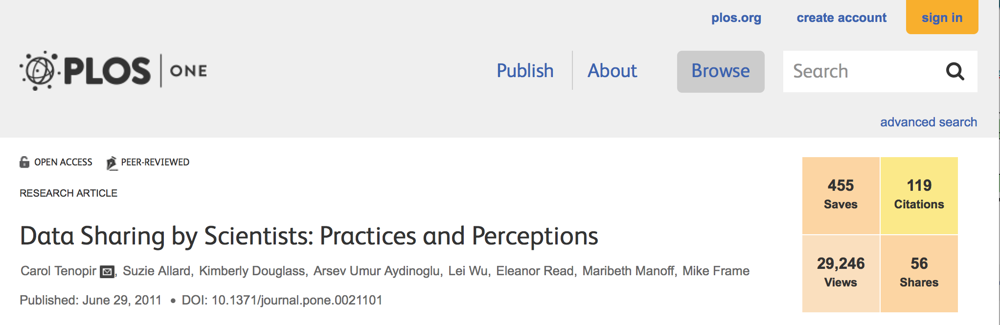 plos.org create account sign in
PLOS ONE Publish About Browse Search
advanced search
OPEN ACCESS PEER-REVIEWED
RESEARCH ARTICLE
Data Sharing by Scientists: Practices and Perceptions
Carol Tenopir, Suzie Allard, Kimberly Douglass, Arsev Umur Aydinoglu, Lei Wu, Eleanor Read, Maribeth Manoff, Mike Frame
Published: June 29, 2011 • DOI: 10.1371/journal.pone.0021101
455 119
Saves Citations
29,246 56
Views Shares